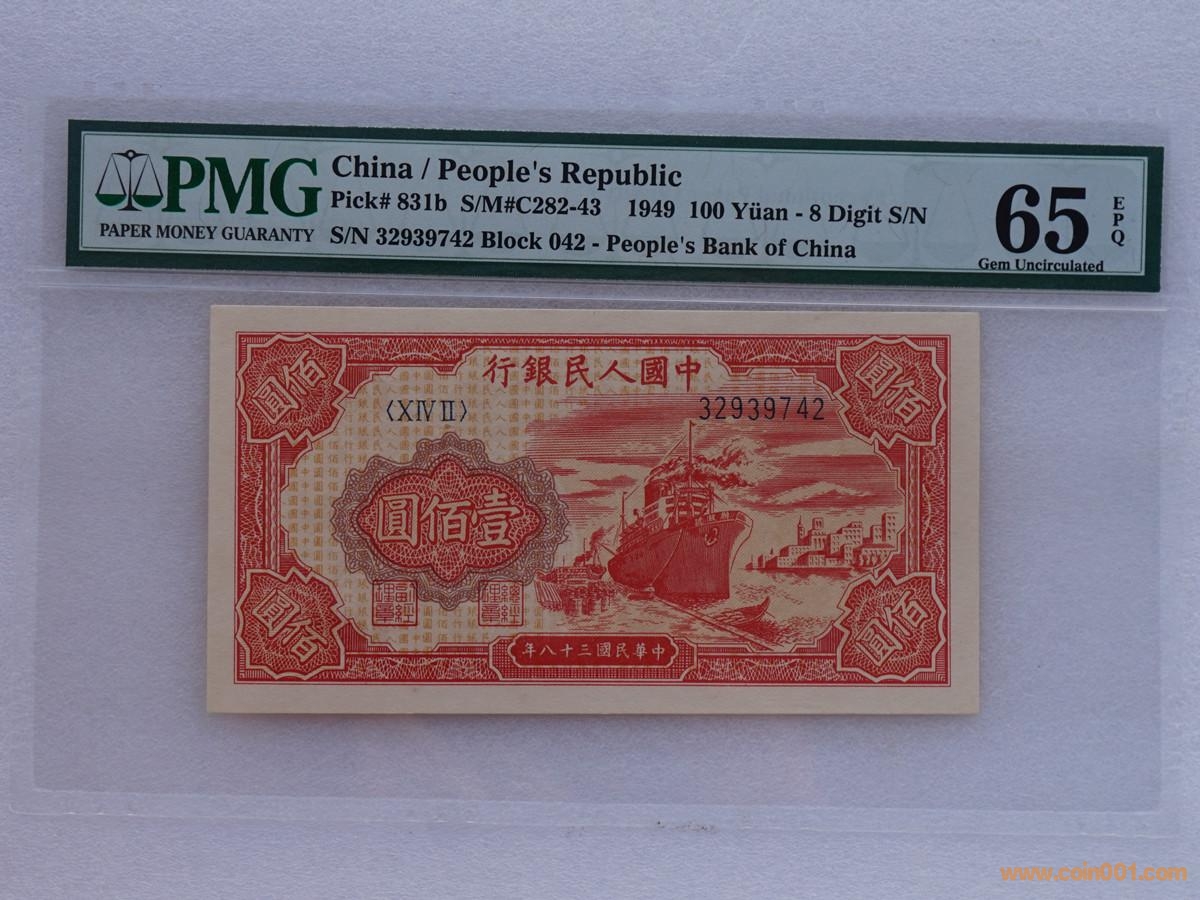 PMG
PAPER MONEY GUARANTY
China / People's Republic
Pick# 831b S/M#C282-43 1949 100 Yüan - 8 Digit S/N
S/N 32939742 Block 042 - People's Bank of China
65
EPQ
Gem Uncirculated
行銀民人國中
圓佰
圓佰
〈XIVⅡ〉
32939742
圓佰壹
圓佰
圓佰
年八十三國民華中
www.coin001.com